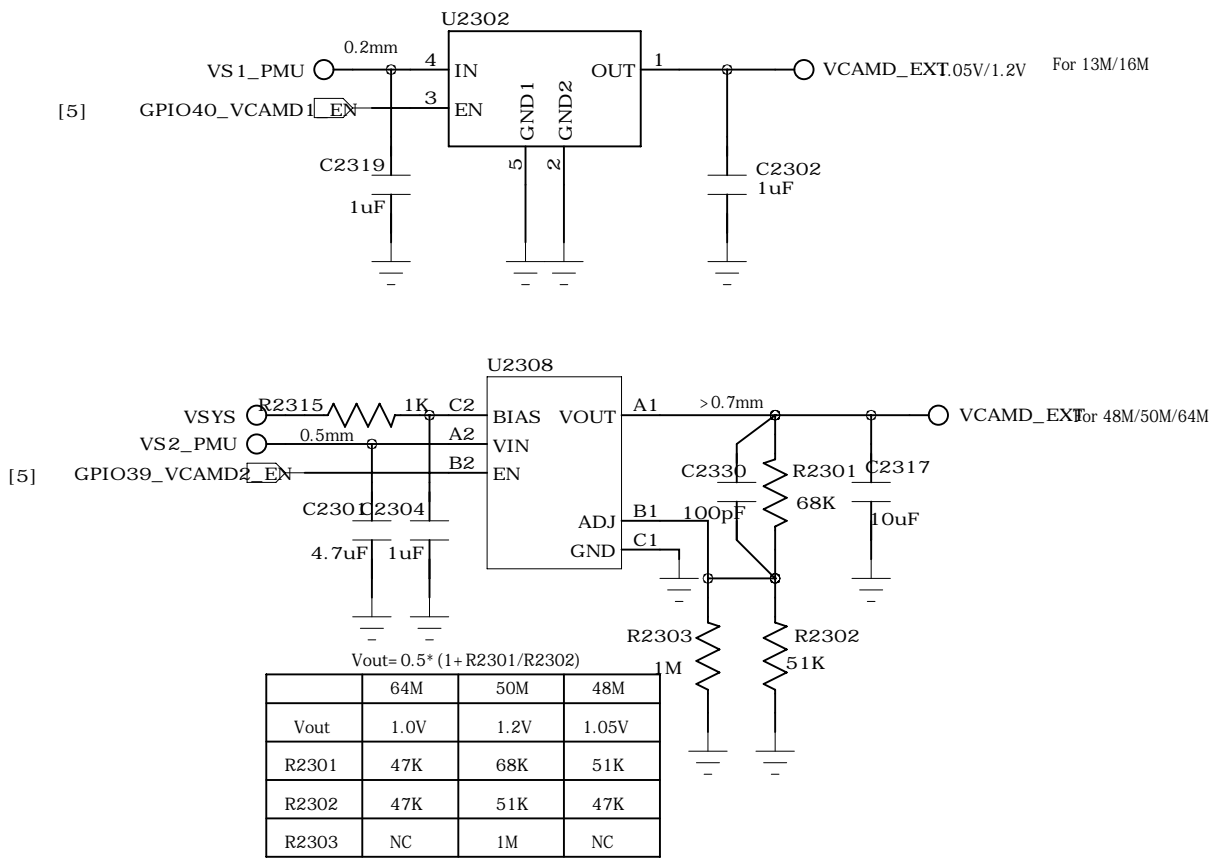 U2302
VS1_PMU 0.2mm 4 IN OUT 1 VCAMD_EXT 1.05V/1.2V For 13M/16M
[5] GPIO40_VCAMD1_EN 3 EN
GND1 GND2
5 2
C2319 1uF
C2302 1uF
U2308
VSYS R2315 1K C2 BIAS VOUT A1 >0.7mm VCAMD_EXT For 48M/50M/64M
VS2_PMU 0.5mm A2 VIN
[5] GPIO39_VCAMD2_EN B2 EN
C2330 100pF
R2301 68K
C2317 10uF
C2301 4.7uF
C2304 1uF
ADJ B1
GND C1
R2303 1M
R2302 51K
Vout=0.5*(1+R2301/R2302)
64M 50M 48M
Vout 1.0V 1.2V 1.05V
R2301 47K 68K 51K
R2302 47K 51K 47K
R2303 NC 1M NC